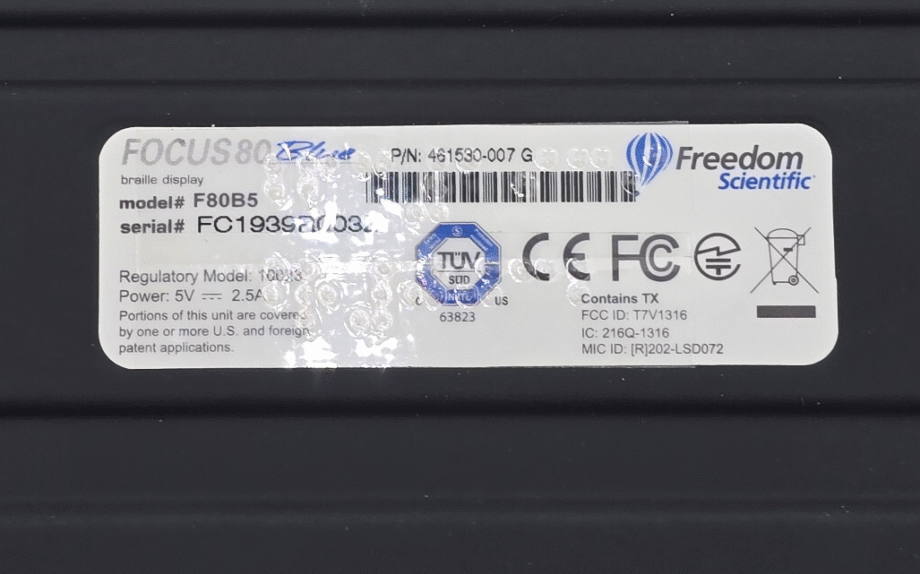 FOCUS 80 Blue
braille display
model# F80B5
serial#
P/N: 461530-007 G
Freedom
Scientific
Regulatory Model:
Power: 5V ⎓ 2.5A
Portions of this unit are covered
by one or more U.S. and foreign
patent applications.
TÜV
SÜD
C US
63823
CE FCC
Contains TX
FCC ID: T7V1316
IC: 216Q-1316
MIC ID: [R]202-LSD072